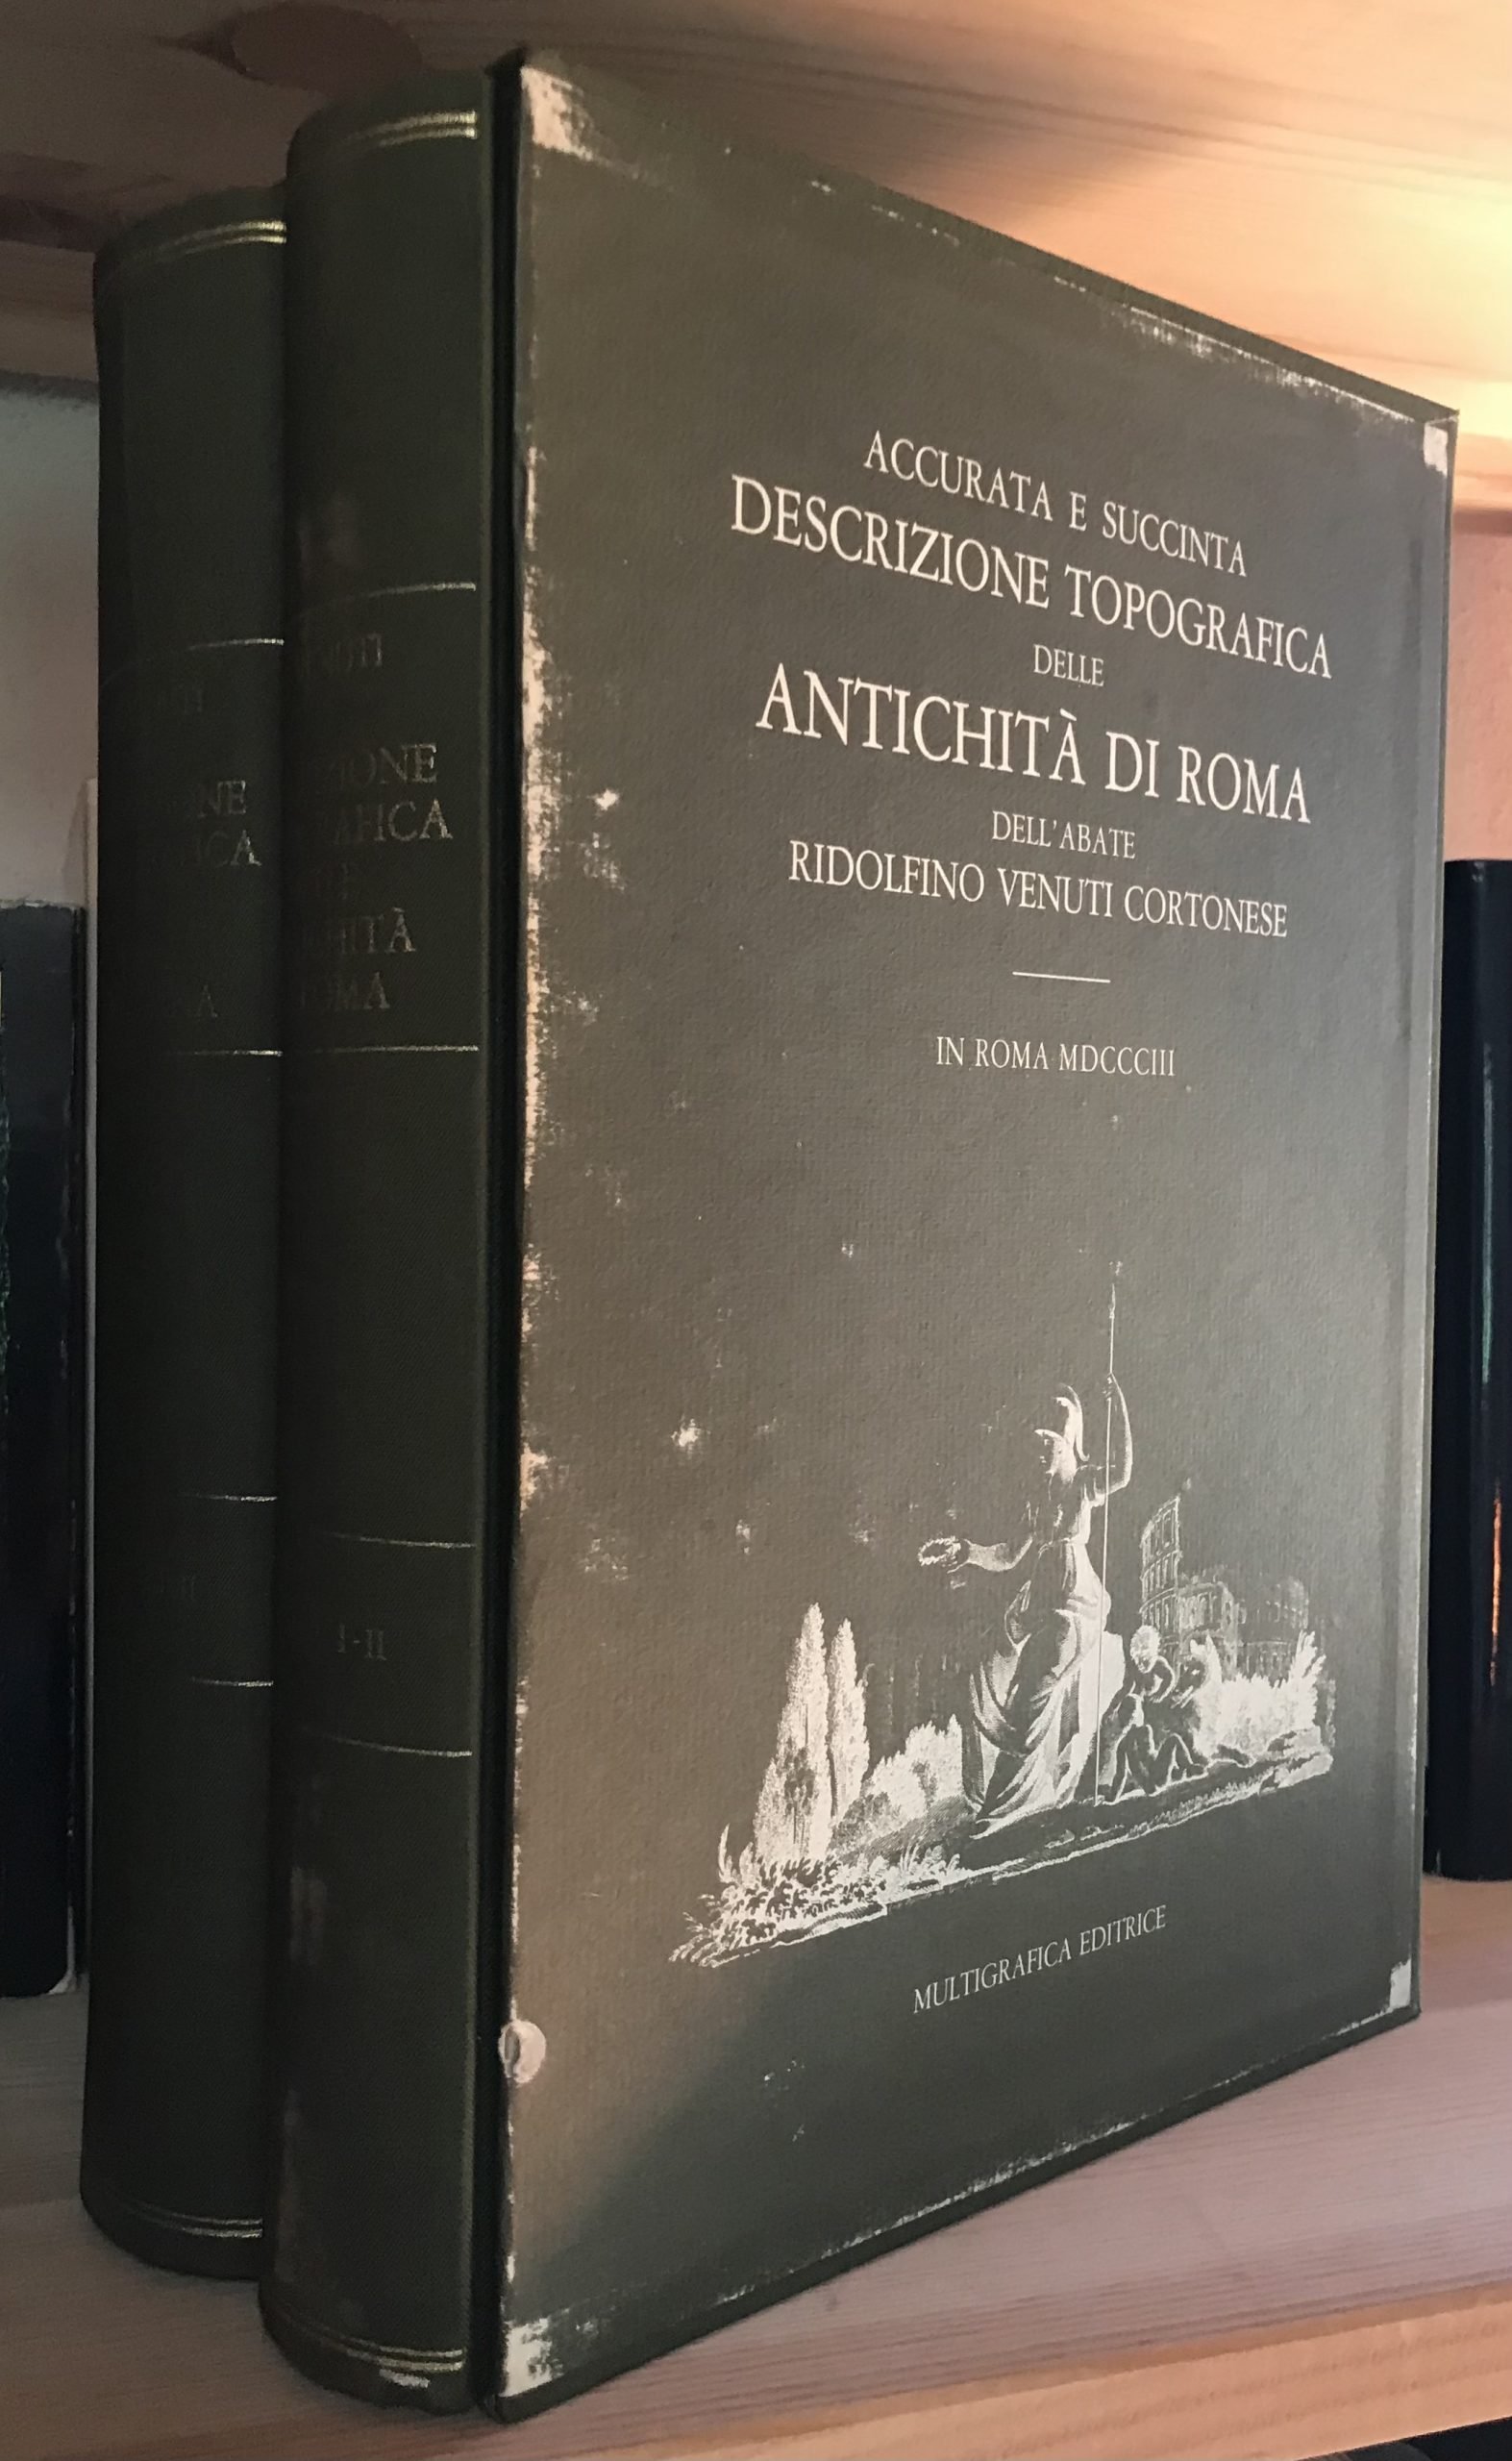 ACCURATA E SUCCINTA
DESCRIZIONE TOPOGRAFICA
DELLE
ANTICHITÀ DI ROMA
DELL'ABATE
RIDOLFINO VENUTI CORTONESE
IN ROMA MDCCCIII
MULTIGRAFICA EDITRICE
I-II